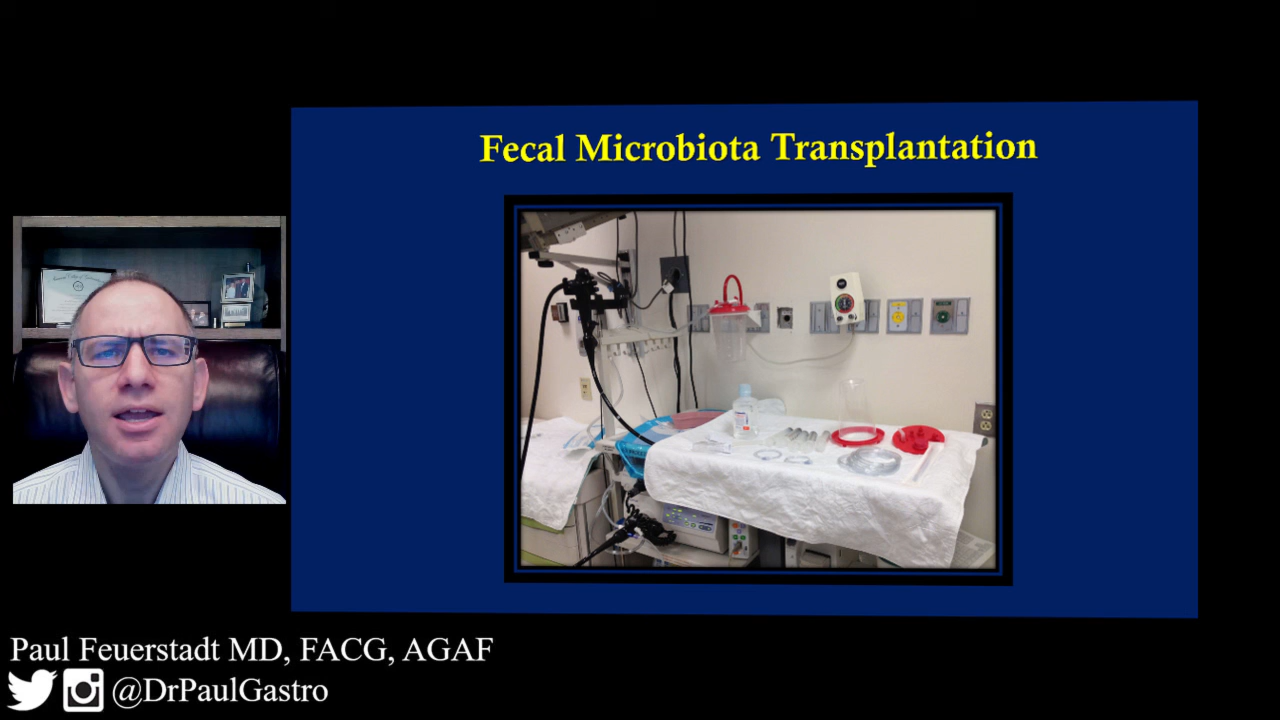 Fecal Microbiota Transplantation
Paul Feuerstadt MD, FACG, AGAF
@DrPaulGastro